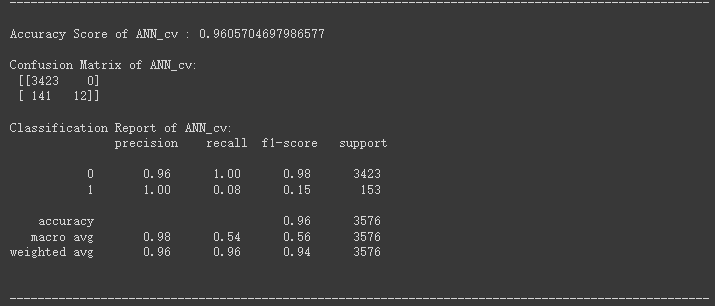 --------------------------------------------------------------------------------
Accuracy Score of ANN_cv : 0.9605704697986577
Confusion Matrix of ANN_cv:
[[3423    0]
[ 141   12]]
Classification Report of ANN_cv:
              precision    recall  f1-score   support
           0       0.96      1.00      0.98      3423
           1       1.00      0.08      0.15       153
    accuracy                           0.96      3576
   macro avg       0.98      0.54      0.56      3576
weighted avg       0.96      0.96      0.94      3576
--------------------------------------------------------------------------------